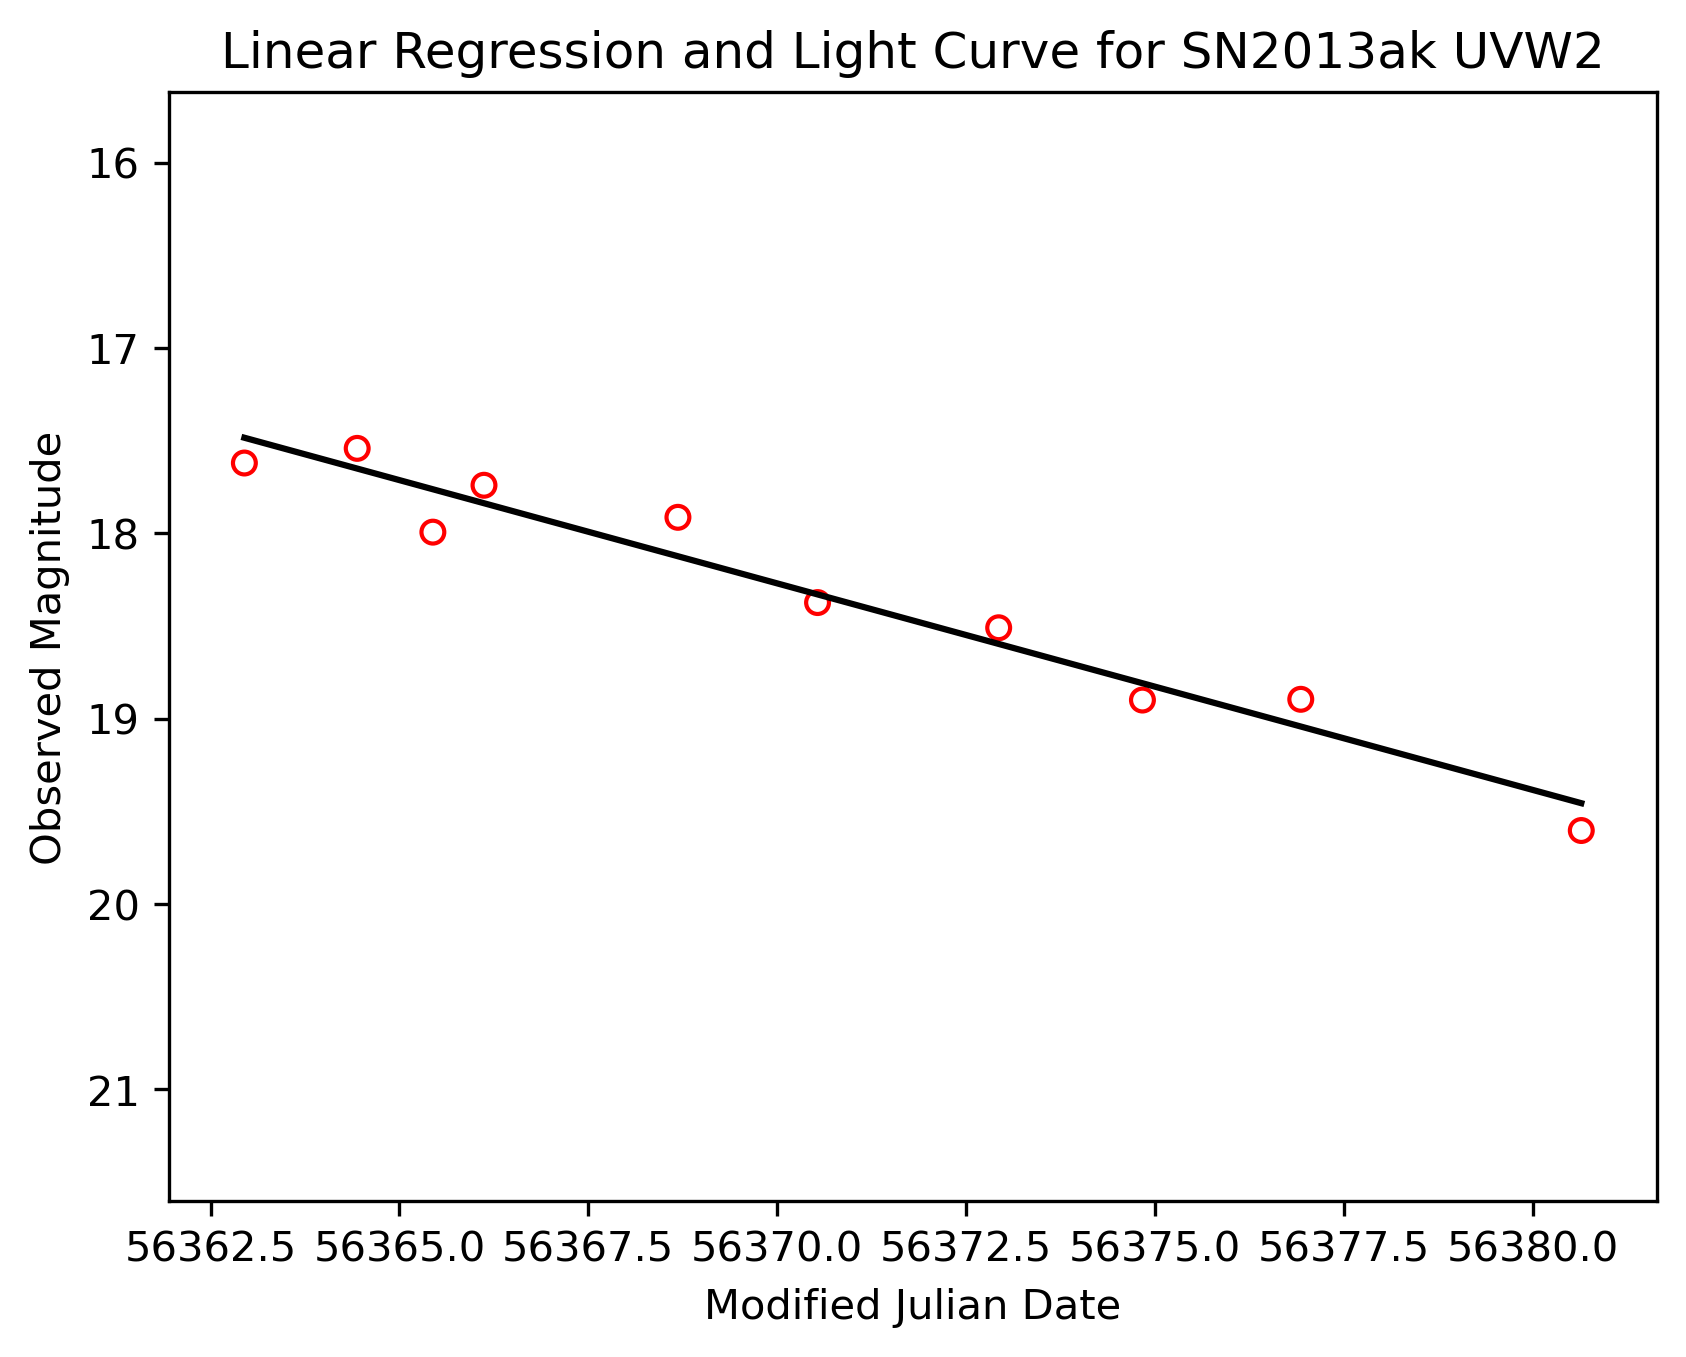 Linear Regression and Light Curve for SN2013ak UVW2
Observed Magnitude
16
17
18
19
20
21
56362.5 56365.0 56367.5 56370.0 56372.5 56375.0 56377.5 56380.0
Modified Julian Date